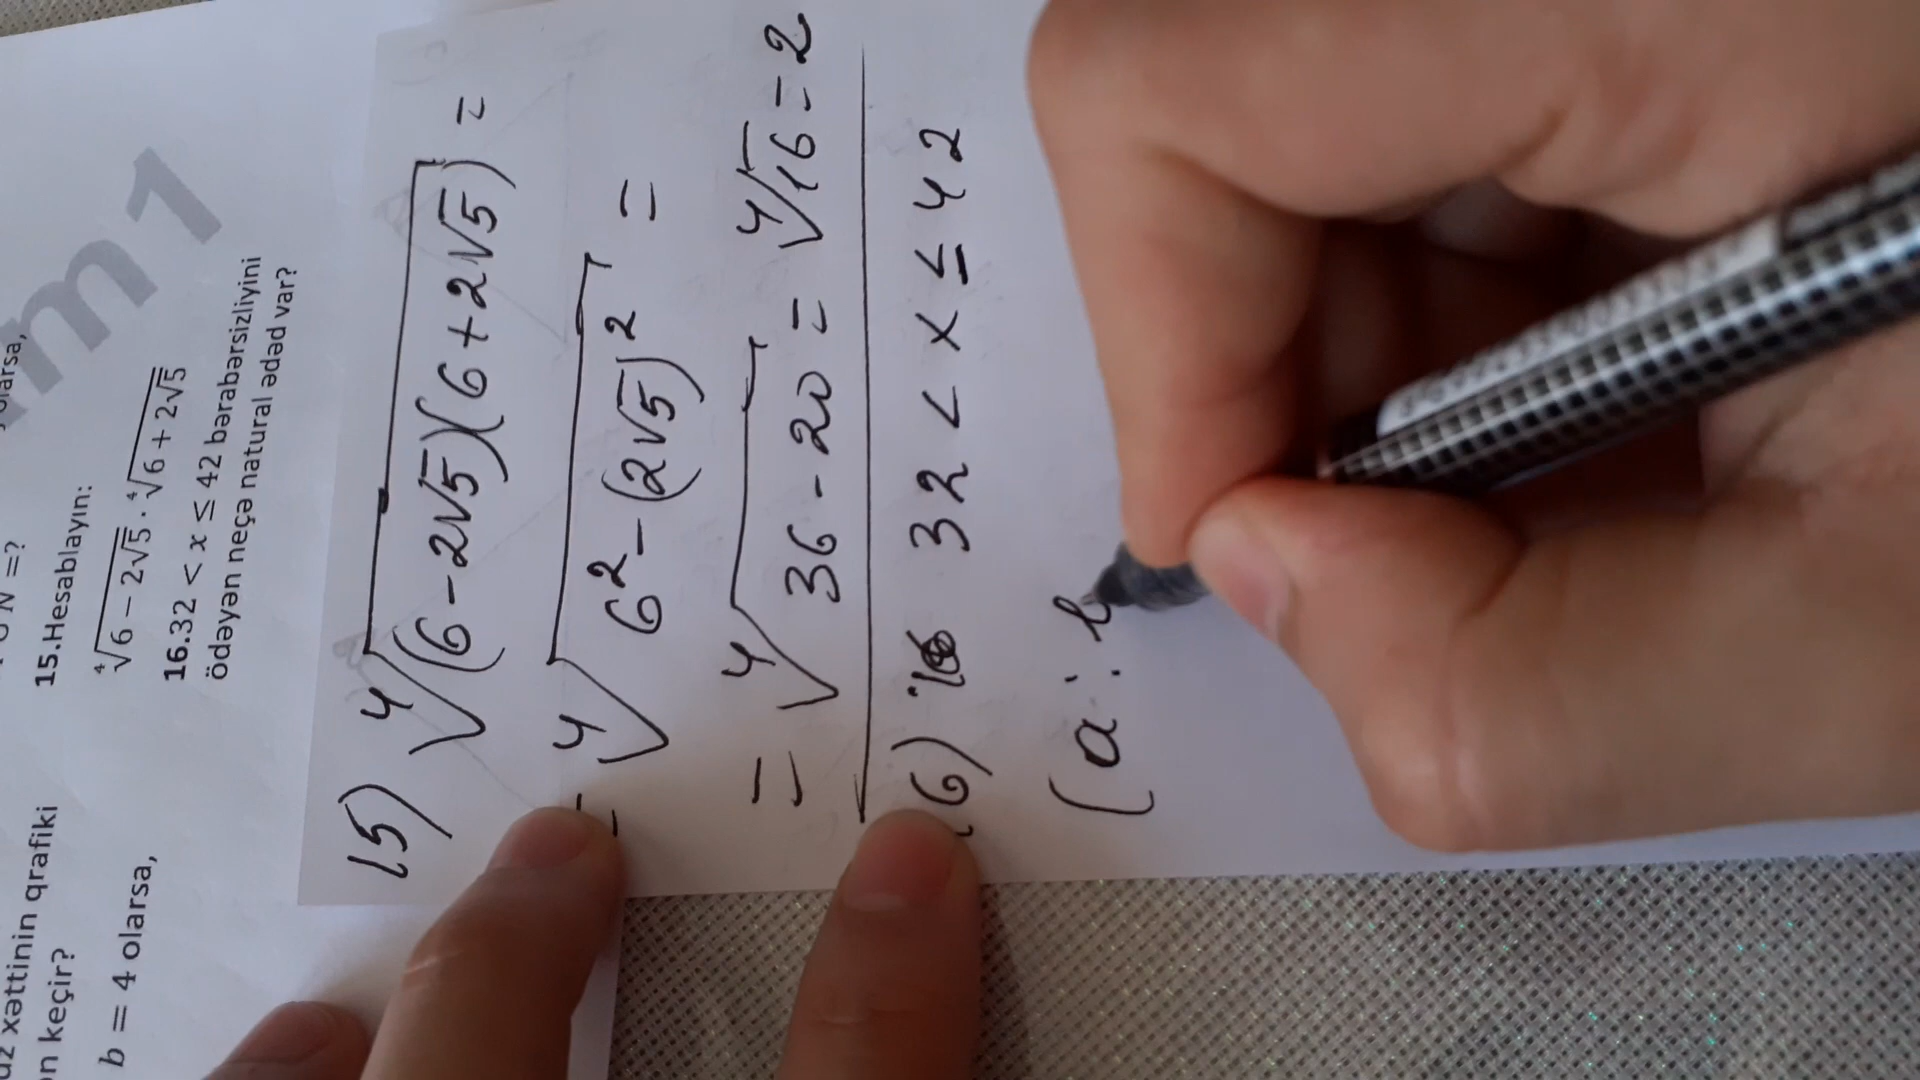 olarsa,
=?
15.Hesablayın:
⁴√6 − 2√5 · ⁴√6 + 2√5
16.32 < x ≤ 42 bərabərsizliyini
ödəyən neçə natural ədəd var?
xəttinin qrafiki
keçir?
b = 4 olarsa,
m 1
15) ⁴√(6-2√5)(6+2√5) =
= ⁴√6²-(2√5)² =
= ⁴√36-20 = ⁴√16 = 2
16) 32 < x ≤ 42
(a; b